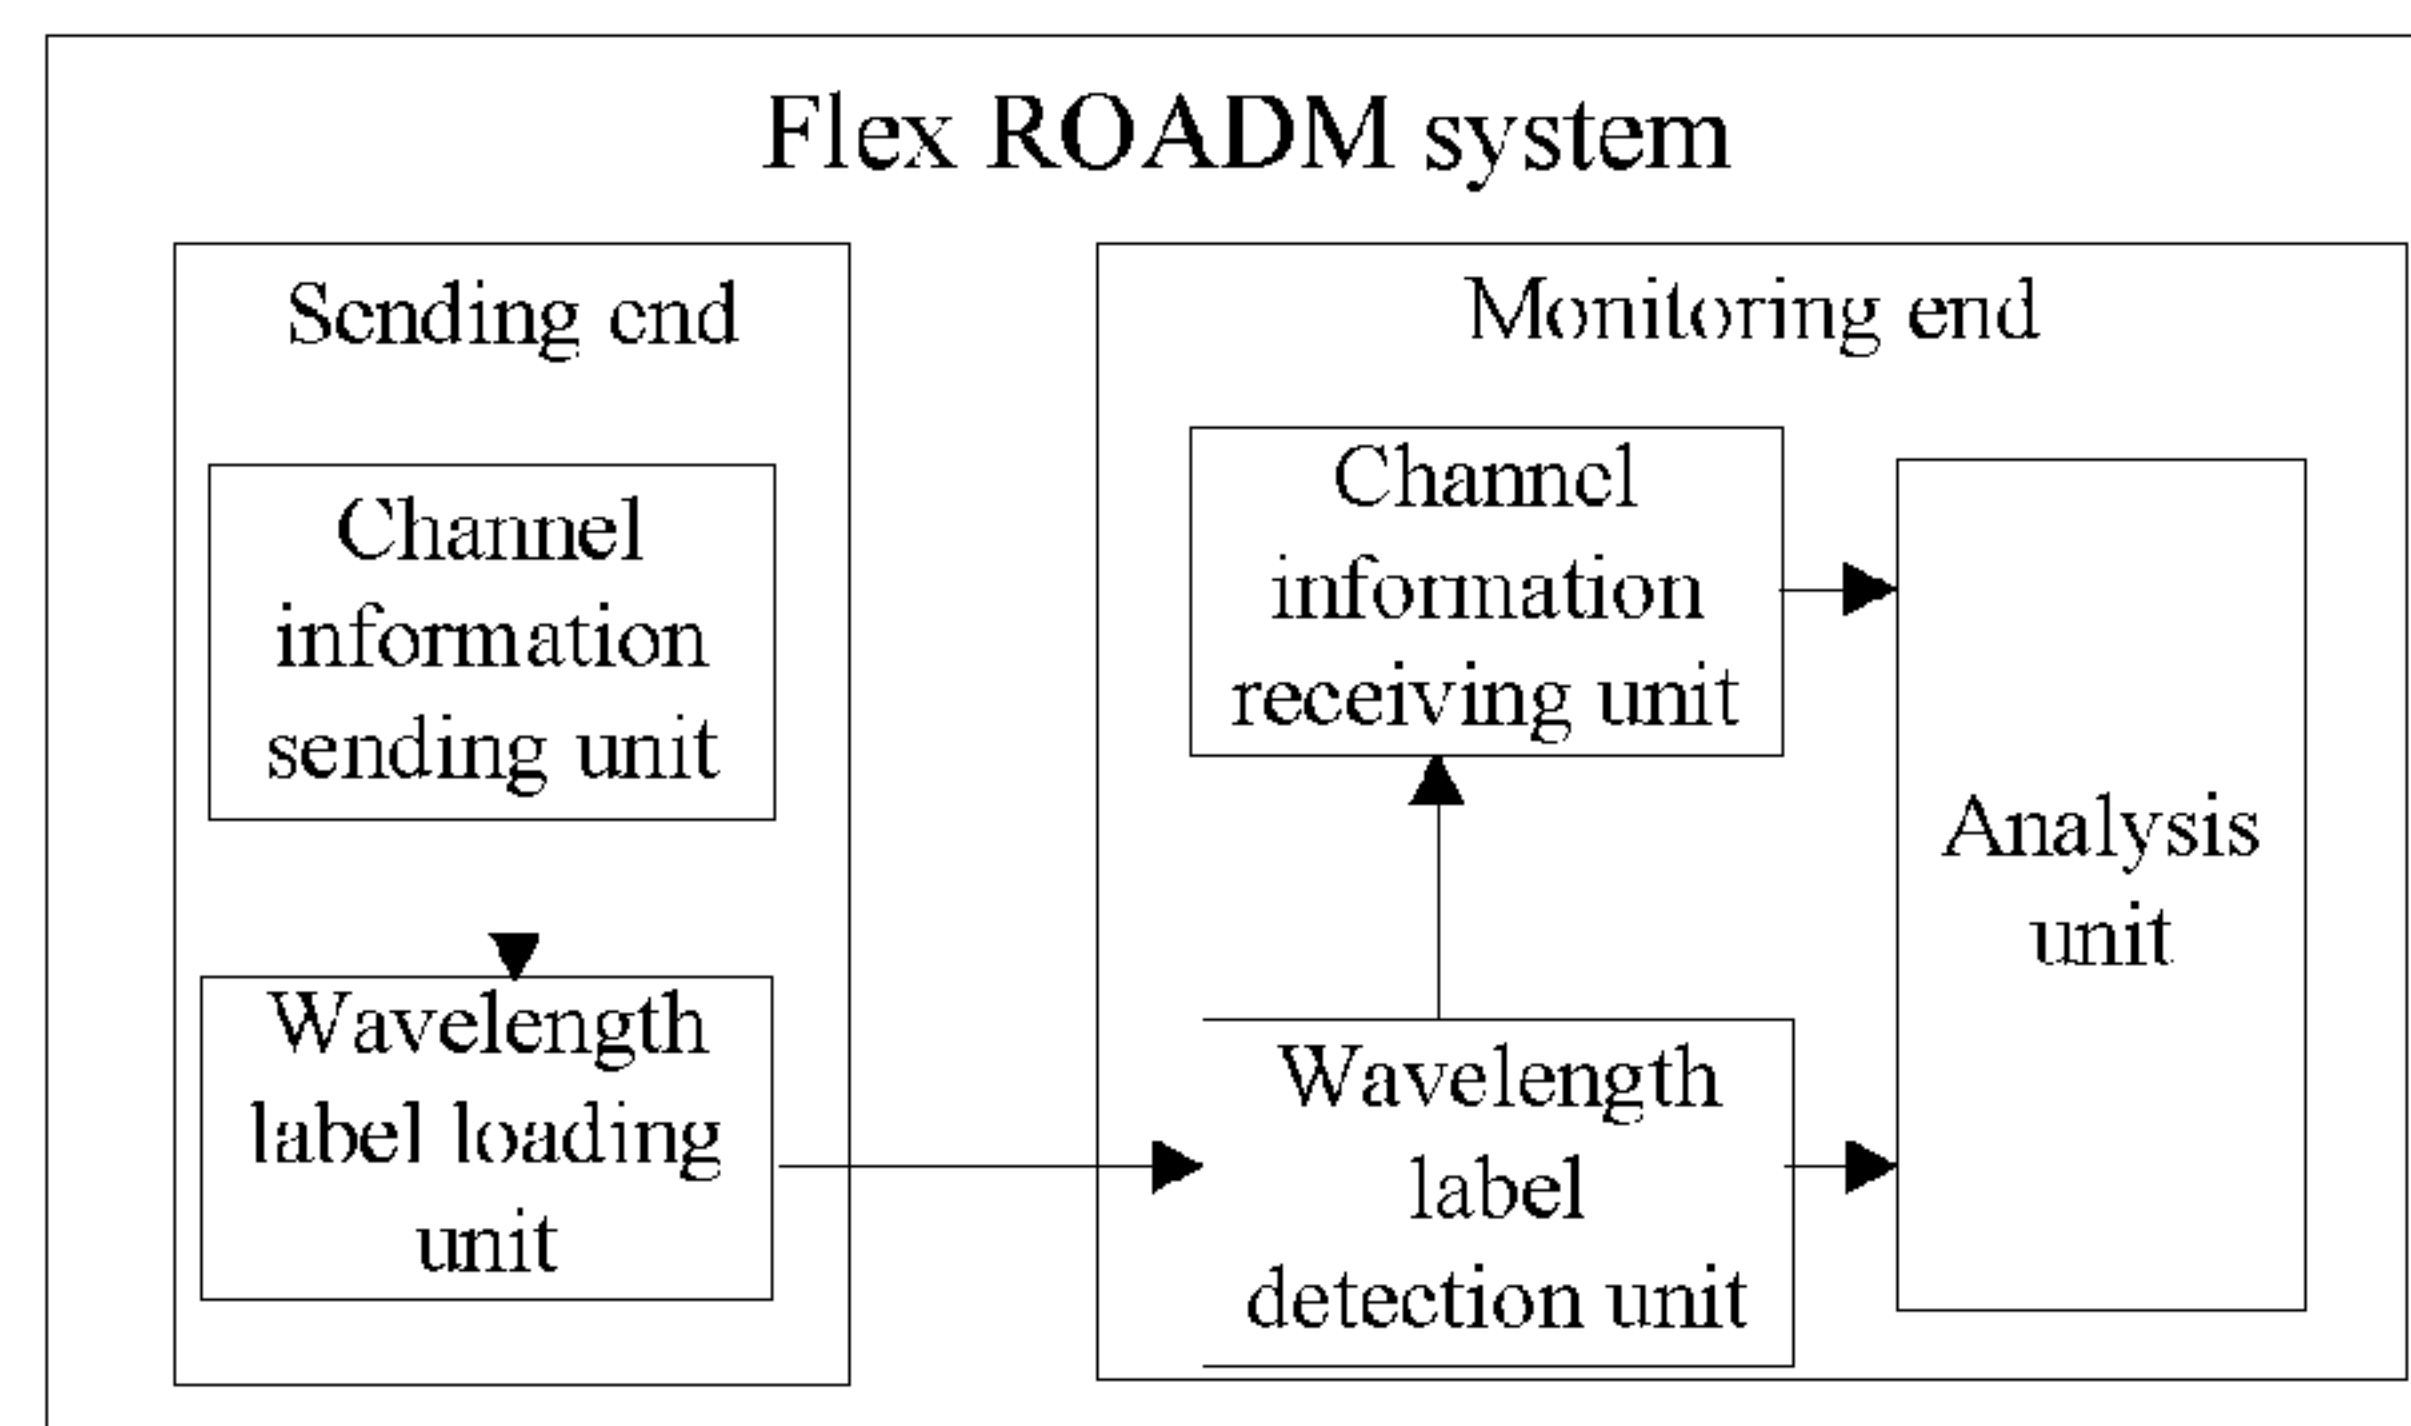 Flex ROADM system
Sending end
Channel
information
sending unit
Wavelength
label loading
unit
Monitoring end
Channel
information
receiving unit
Wavelength
label
detection unit
Analysis
unit